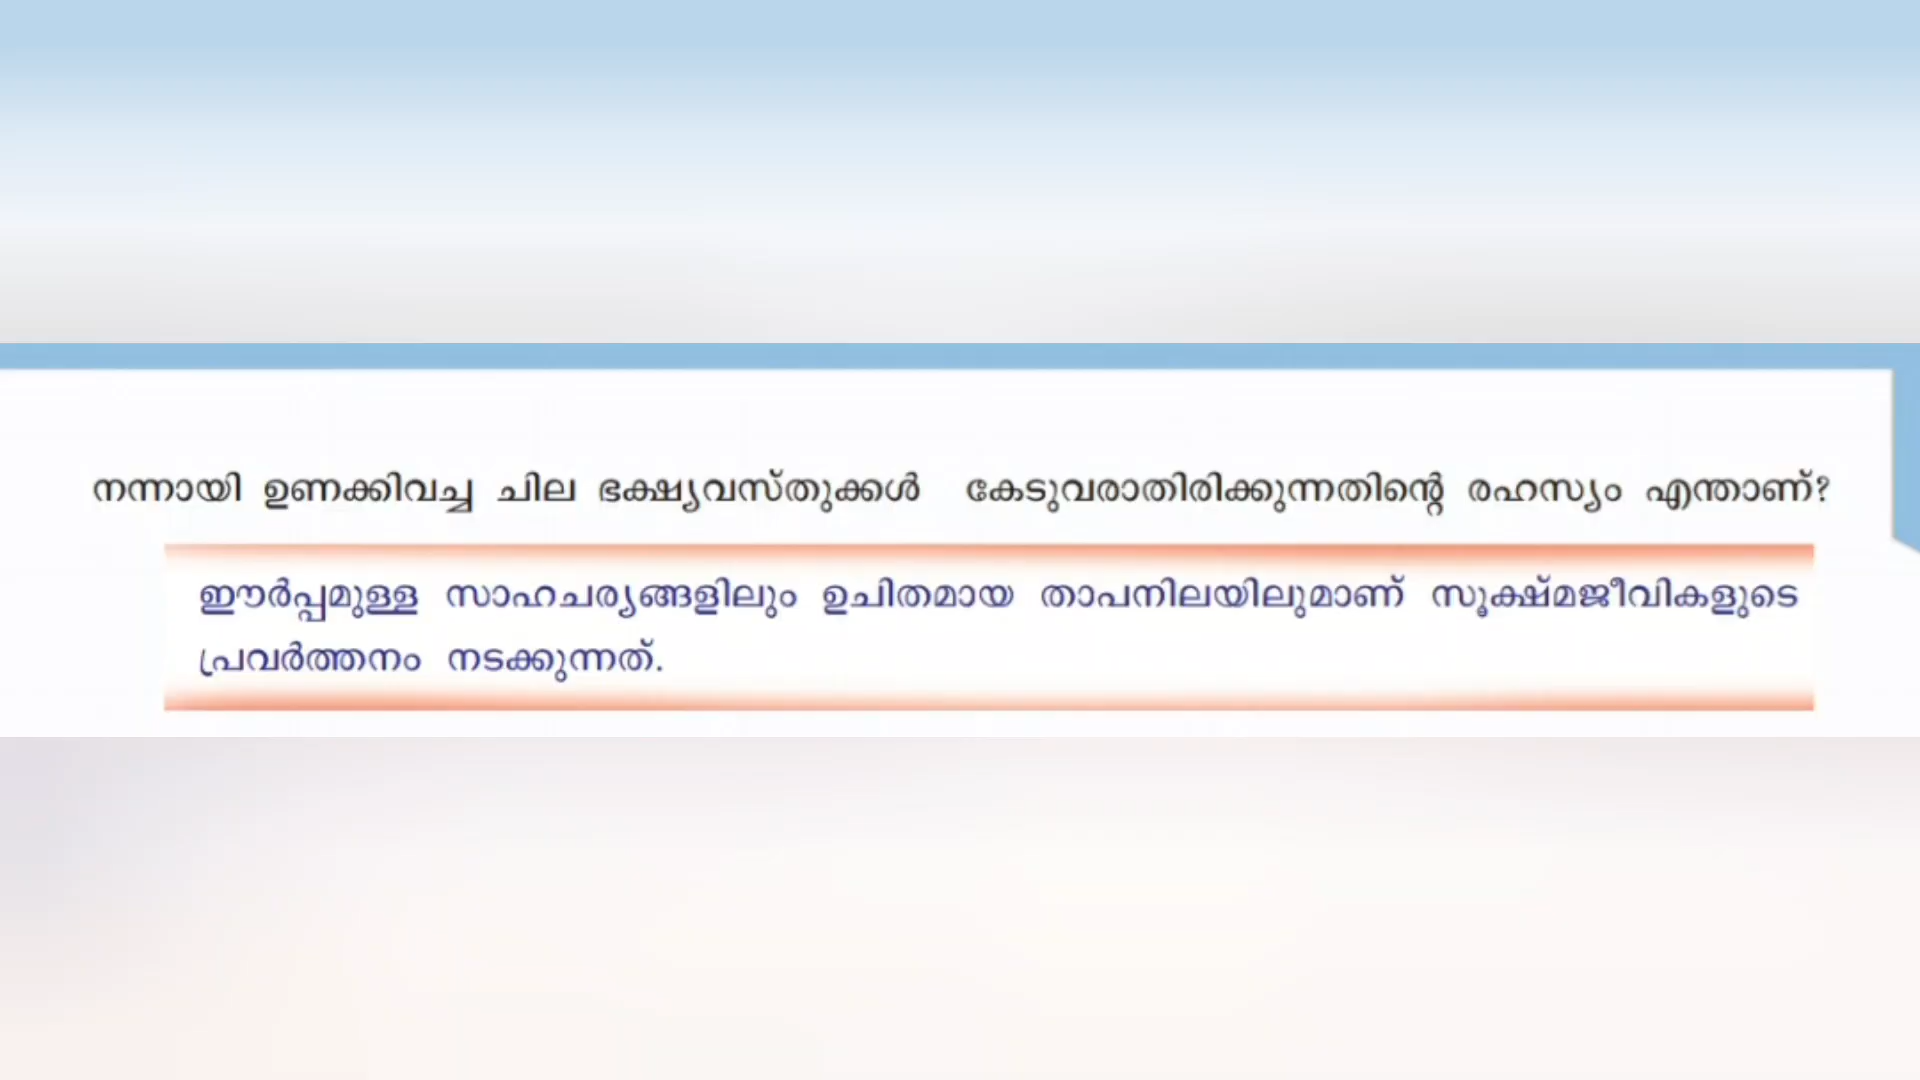 നന്നായി ഉണക്കിവച്ച ചില ഭക്ഷ്യവസ്തുക്കൾ കേടുവരാതിരിക്കുന്നതിന്റെ രഹസ്യം എന്താണ്?
ഈർപ്പമുള്ള സാഹചര്യങ്ങളിലും ഉചിതമായ താപനിലയിലുമാണ് സൂക്ഷ്മജീവികളുടെ
പ്രവർത്തനം നടക്കുന്നത്.